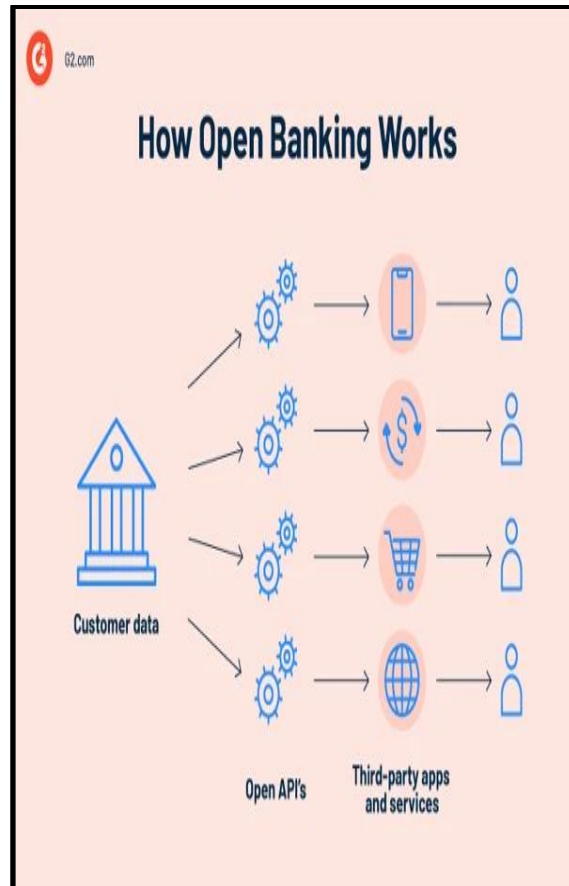 G2.com
How Open Banking Works
Customer data
Open API's
Third-party apps
and services